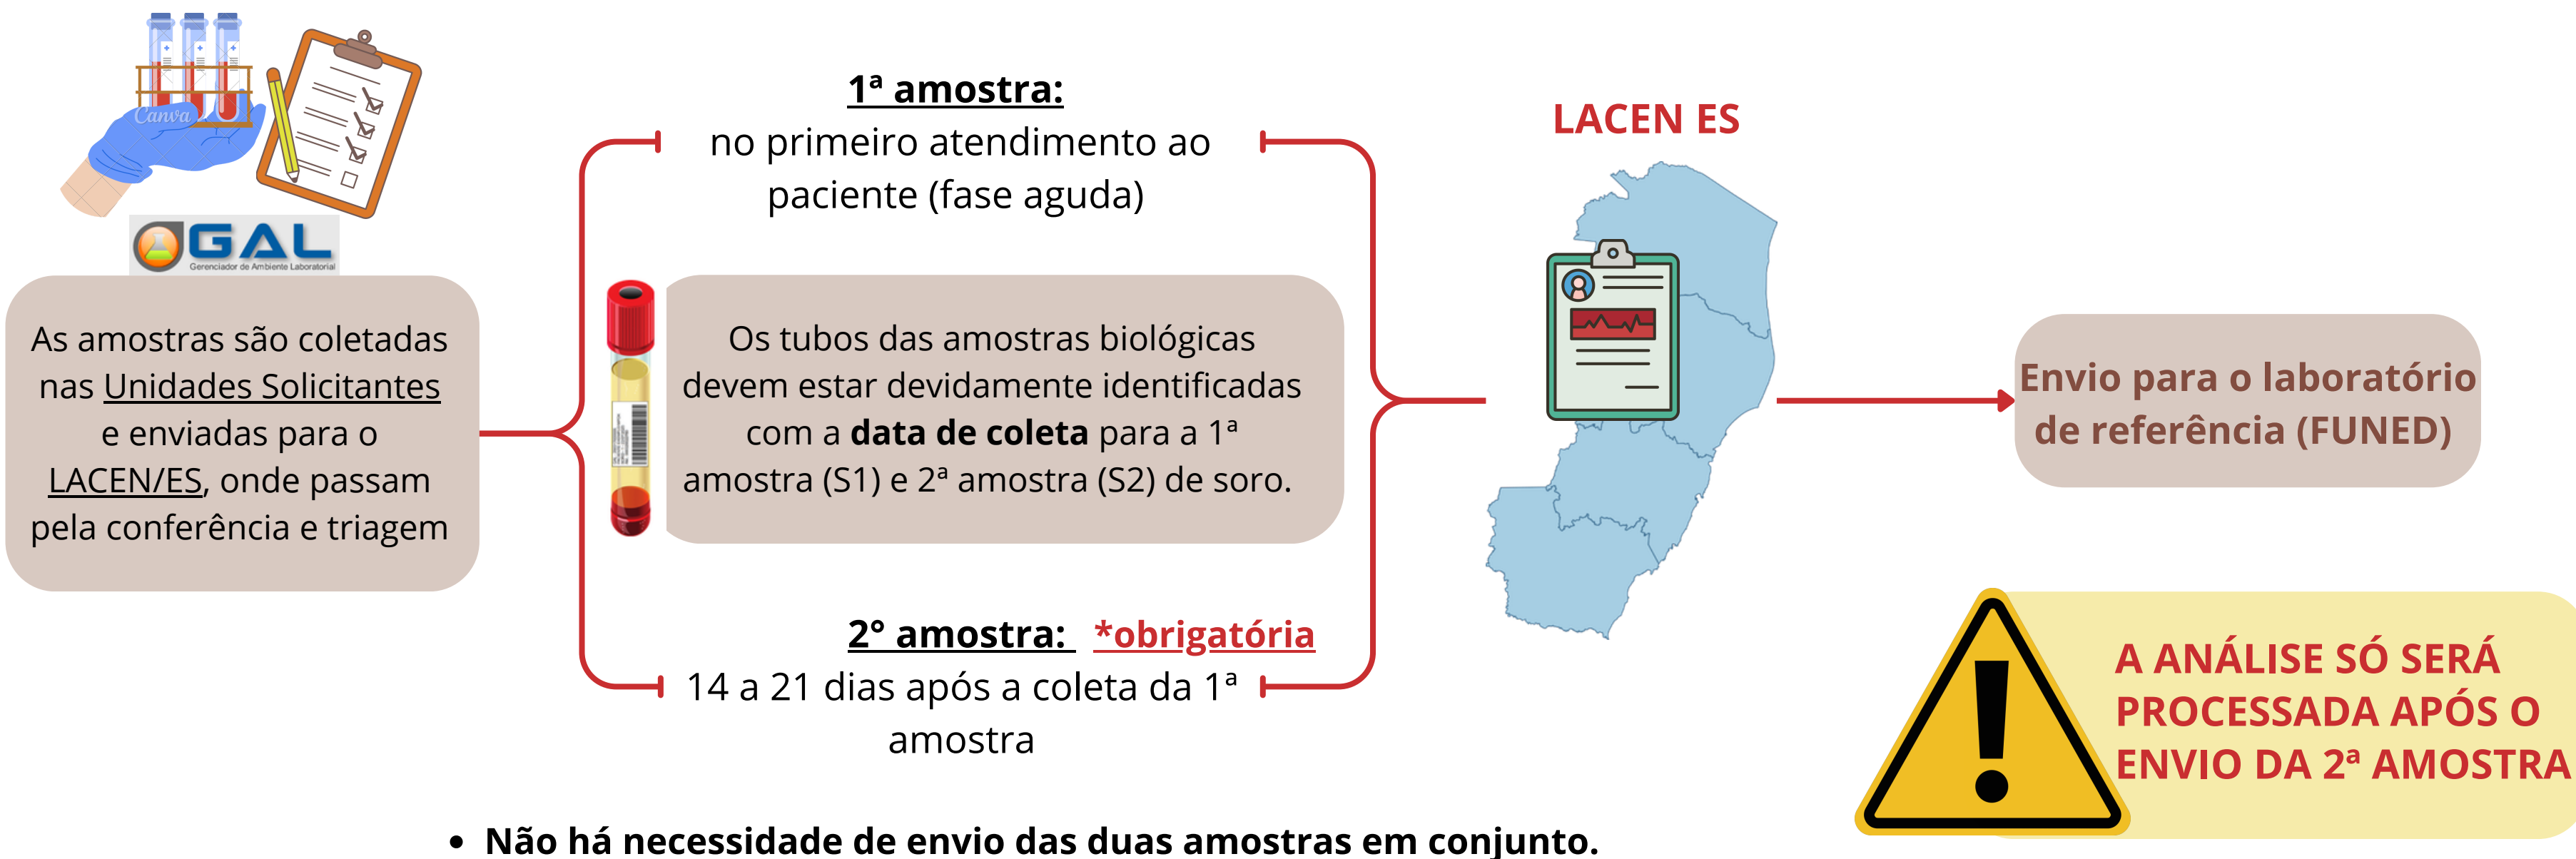 Canva
GAL
Gerenciador de Ambiente Laboratorial
As amostras são coletadas
nas Unidades Solicitantes
e enviadas para o
LACEN/ES, onde passam
pela conferência e triagem
1ª amostra:
no primeiro atendimento ao
paciente (fase aguda)
Os tubos das amostras biológicas
devem estar devidamente identificadas
com a data de coleta para a 1ª
amostra (S1) e 2ª amostra (S2) de soro.
2° amostra: *obrigatória
14 a 21 dias após a coleta da 1ª
amostra
LACEN ES
Envio para o laboratório
de referência (FUNED)
A ANÁLISE SÓ SERÁ
PROCESSADA APÓS O
ENVIO DA 2ª AMOSTRA
• Não há necessidade de envio das duas amostras em conjunto.